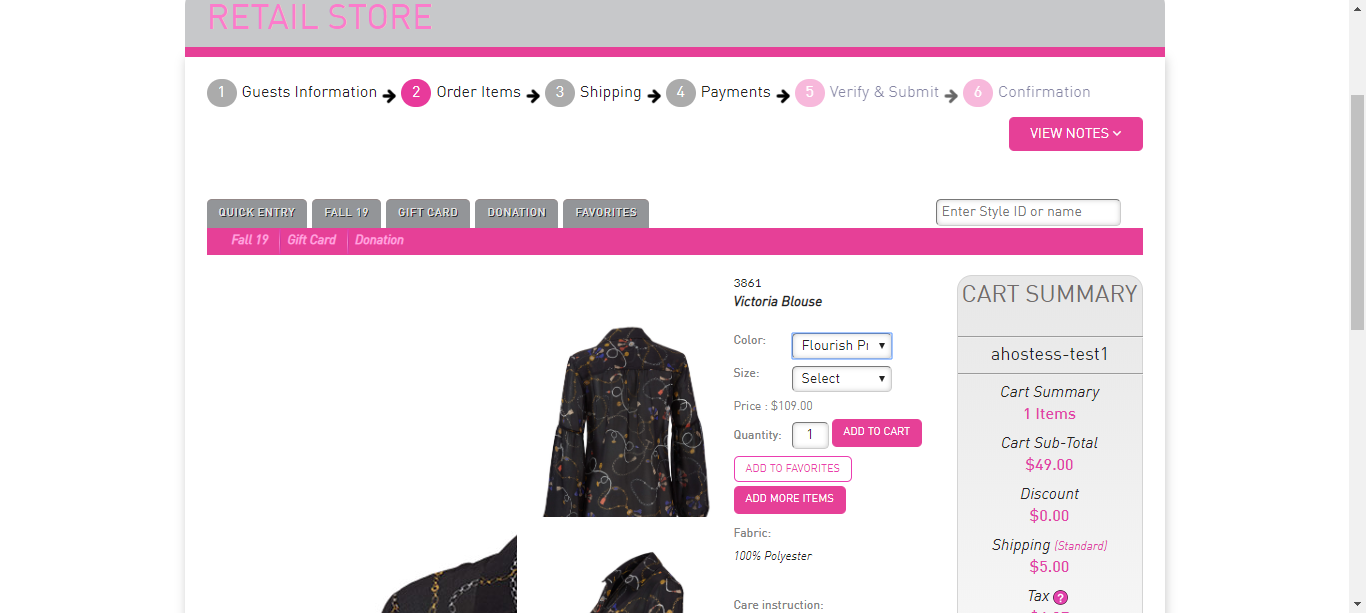 RETAIL STORE
1 Guests Information 2 Order Items 3 Shipping 4 Payments 5 Verify & Submit 6 Confirmation
VIEW NOTES
QUICK ENTRY FALL 19 GIFT CARD DONATION FAVORITES
Enter Style ID or name
Fall 19 Gift Card Donation
3861
Victoria Blouse
Color: Flourish Pr
Size: Select
Price : $109.00
Quantity: 1 ADD TO CART
ADD TO FAVORITES
ADD MORE ITEMS
Fabric:
100% Polyester
Care instruction:
CART SUMMARY
ahostess-test1
Cart Summary
1 Items
Cart Sub-Total
$49.00
Discount
$0.00
Shipping (Standard)
$5.00
Tax ?